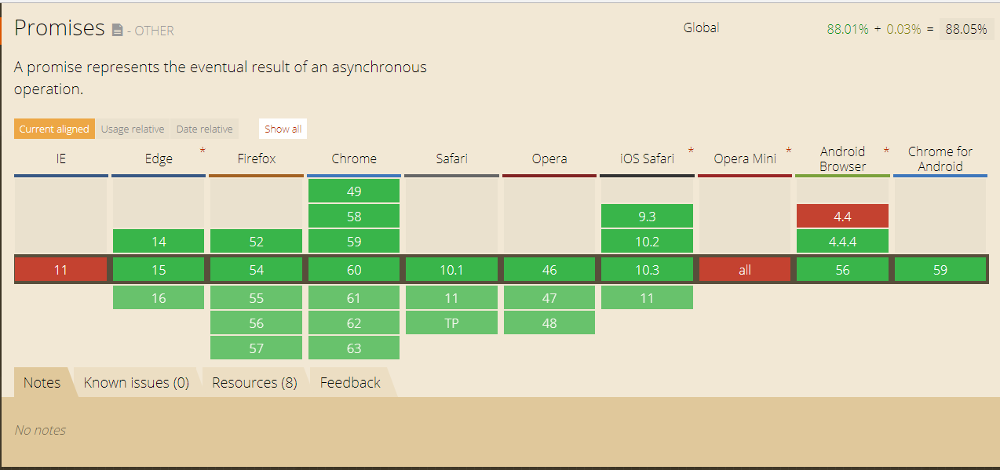 Promises - OTHER
Global
88.01% + 0.03% = 88.05%
A promise represents the eventual result of an asynchronous
operation.
Current aligned Usage relative Date relative Show all
IE Edge * Firefox Chrome Safari Opera iOS Safari * Opera Mini * Android Browser * Chrome for Android
49
58 9.3 4.4
14 52 59 10.2 4.4.4
11 15 54 60 10.1 46 10.3 all 56 59
16 55 61 11 47 11
56 62 TP 48
57 63
Notes Known issues (0) Resources (8) Feedback
No notes